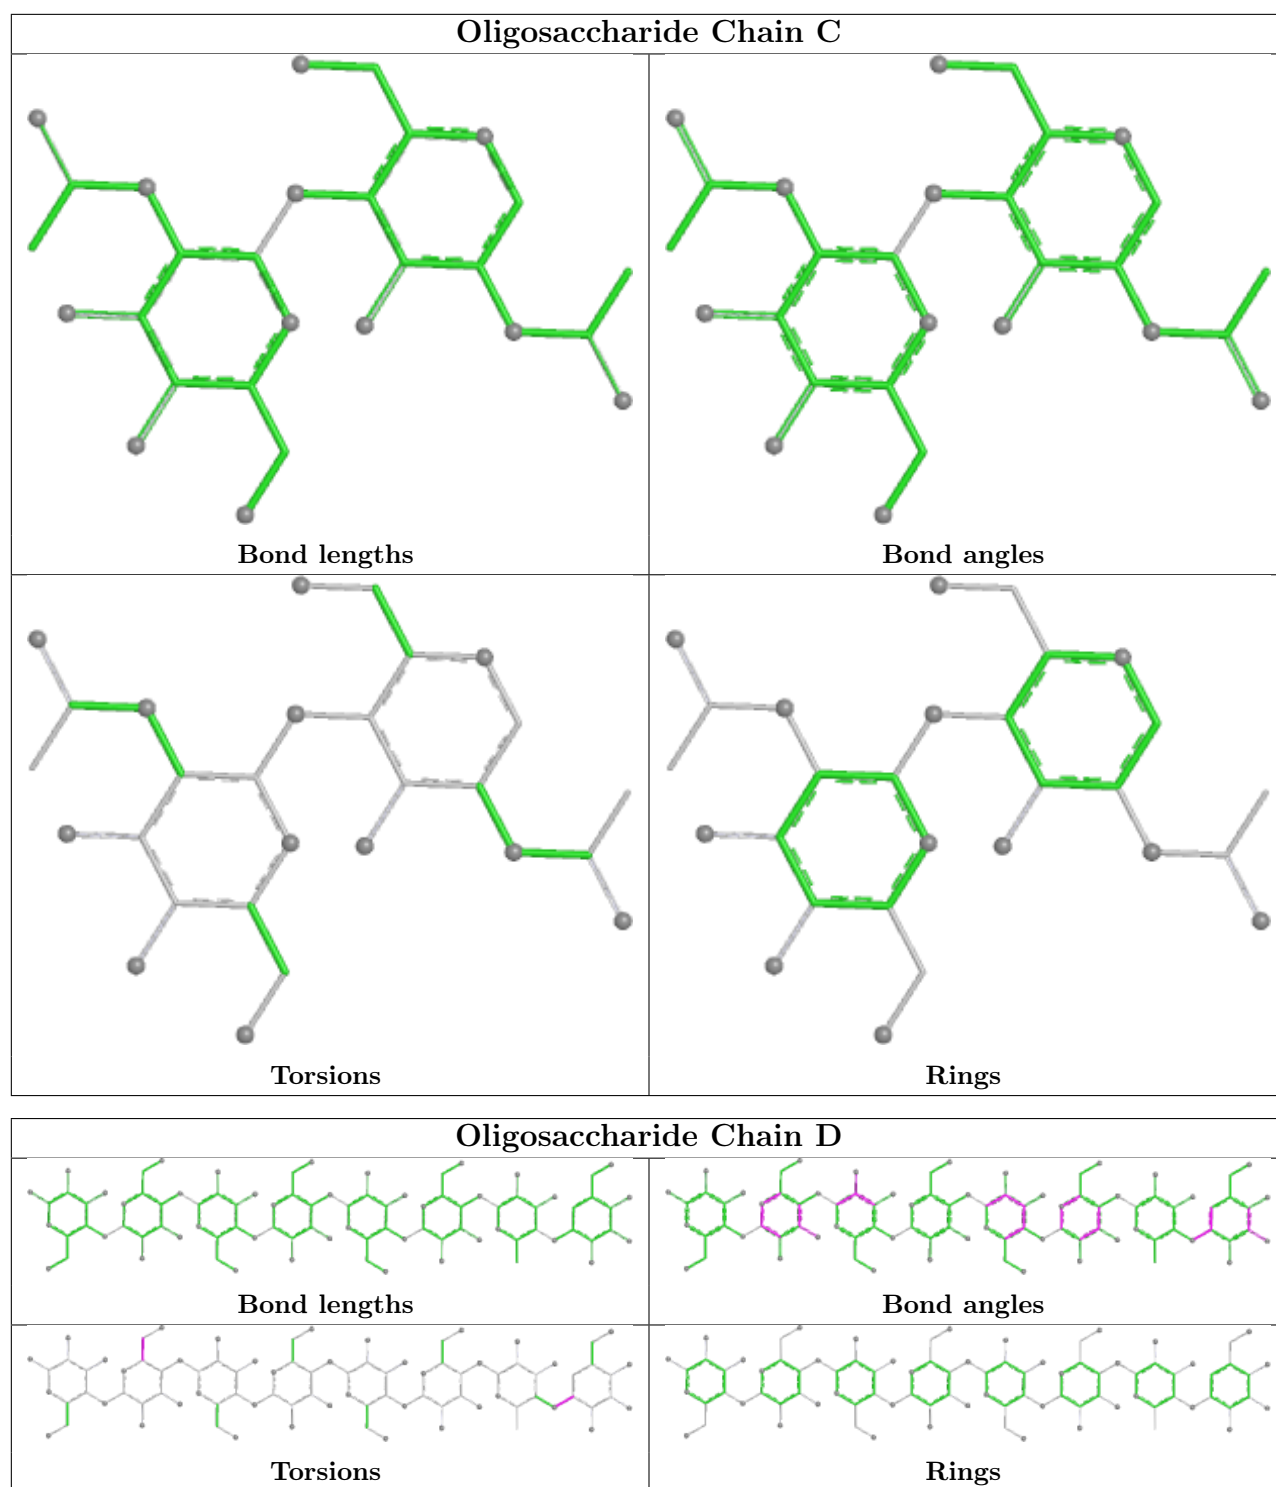 Oligosaccharide Chain C
Bond lengths
Bond angles
Torsions
Rings
Oligosaccharide Chain D
Bond lengths
Bond angles
Torsions
Rings